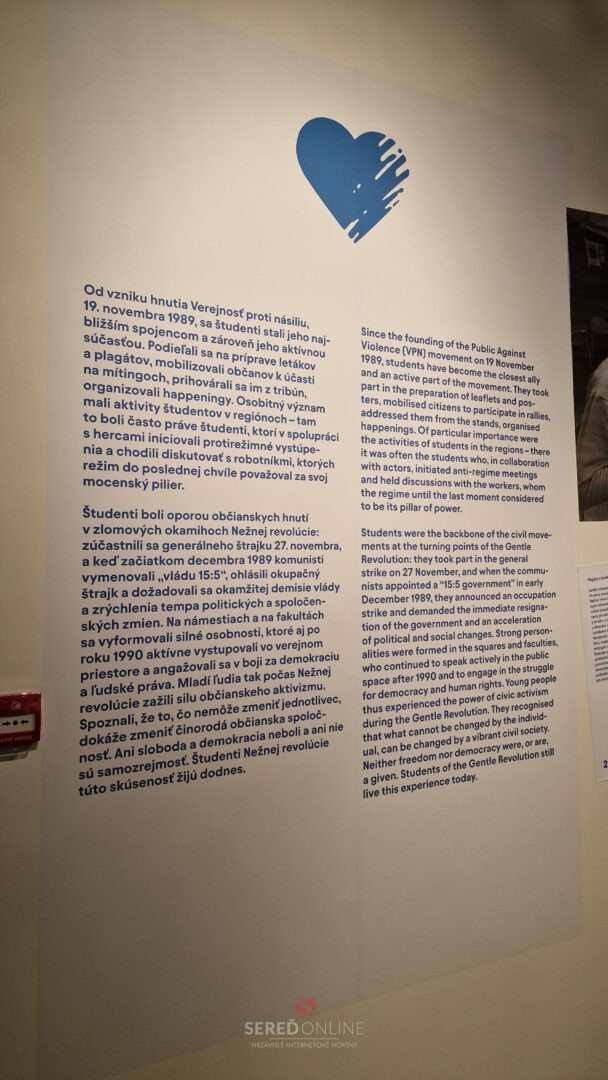 Od vzniku hnutia Verejnosť proti násiliu,
19. novembra 1989, sa študenti stali jeho naj-
bližším spojencom a zároveň jeho aktívnou
súčasťou. Podieľali sa na príprave letákov
a plagátov, mobilizovali občanov k účasti
na mítingoch, prihovárali sa im z tribún,
organizovali happeningy. Osobitný význam
mali aktivity študentov v regiónoch – tam
to boli často práve študenti, ktorí v spolupráci
s hercami iniciovali protirežimné vystúpe-
nia a chodili diskutovať s robotníkmi, ktorých
režim do poslednej chvíle považoval za svoj
mocenský pilier.
Študenti boli oporou občianskych hnutí
v zlomových okamihoch Nežnej revolúcie:
zúčastnili sa generálneho štrajku 27. novembra,
a keď začiatkom decembra 1989 komunisti
vymenovali „vládu 15:5“, ohlásili okupačný
štrajk a dožadovali sa okamžitej demisie vlády
a zrýchlenia tempa politických a spoločen-
ských zmien. Na námestiach a na fakultách
sa vyformovali silné osobnosti, ktoré aj po
roku 1990 aktívne vystupovali vo verejnom
priestore a angažovali sa v boji za demokraciu
a ľudské práva. Mladí ľudia tak počas Nežnej
revolúcie zažili silu občianskeho aktivizmu.
Spoznali, že to, čo nemôže zmeniť jednotlivec,
dokáže zmeniť činorodá občianska spoloč-
nosť. Ani sloboda a demokracia neboli a ani nie
sú samozrejmosť. Študenti Nežnej revolúcie
túto skúsenosť žijú dodnes.
Since the founding of the Public Against
Violence (VPN) movement on 19 November
1989, students have become the closest ally
and an active part of the movement. They took
part in the preparation of leaflets and pos-
ters, mobilised citizens to participate in rallies,
addressed them from the stands, organised
happenings. Of particular importance were
the activities of students in the regions – there
it was often the students who, in collaboration
with actors, initiated anti-regime meetings
and held discussions with the workers, whom
the regime until the last moment considered
to be its pillar of power.
Students were the backbone of the civil move-
ments at the turning points of the Gentle
Revolution: they took part in the general
strike on 27 November, and when the commu-
nists appointed a “15:5 government” in early
December 1989, they announced an occupation
strike and demanded the immediate resigna-
tion of the government and an acceleration
of political and social changes. Strong person-
alities were formed in the squares and faculties,
who continued to speak actively in the public
space after 1990 and to engage in the struggle
for democracy and human rights. Young people
thus experienced the power of civic activism
during the Gentle Revolution. They recognised
that what cannot be changed by the individ-
ual, can be changed by a vibrant civil society.
Neither freedom nor democracy were, or are,
a given. Students of the Gentle Revolution still
live this experience today.
SEREĎONLINE
NEZÁVISLÉ INTERNETOVÉ NOVINY